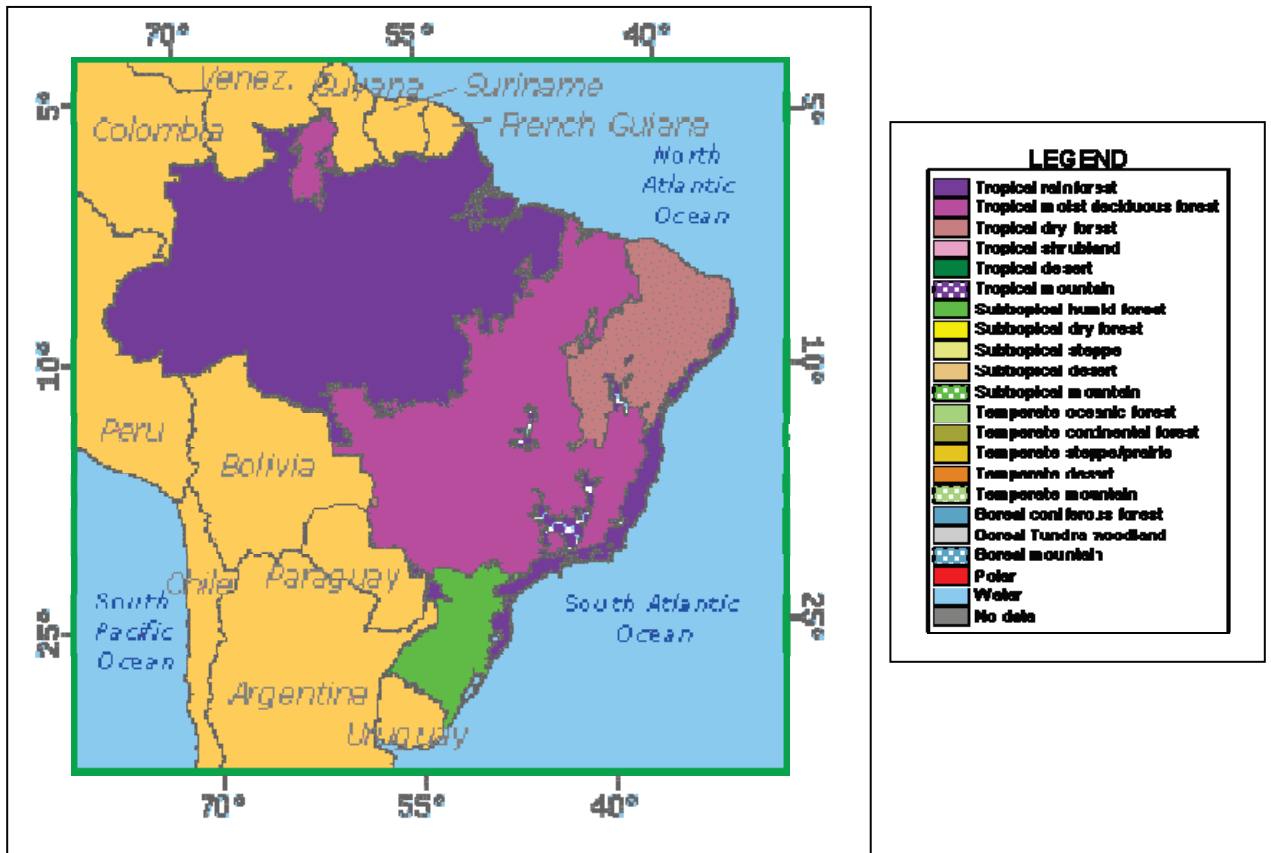 70° 55° 40°
Venez.
Guyana Suriname
5° 5°
Colombia French Guiana
North
Atlantic
Ocean
10° 10°
Peru
Bolivia
Chile Paraguay
South
Pacific
Ocean
South Atlantic
Ocean
25° 25°
Argentina
Uruguay
70° 55° 40°
LEGEND
Tropical rainforest
Tropical moist deciduous forest
Tropical dry forest
Tropical shrubland
Tropical desert
Tropical mountain
Subtropical humid forest
Subtropical dry forest
Subtropical steppe
Subtropical desert
Subtropical mountain
Temperate oceanic forest
Temperate continental forest
Temperate steppe/prairie
Temperate desert
Temperate mountain
Boreal coniferous forest
Boreal Tundra woodland
Boreal mountain
Polar
Water
No data